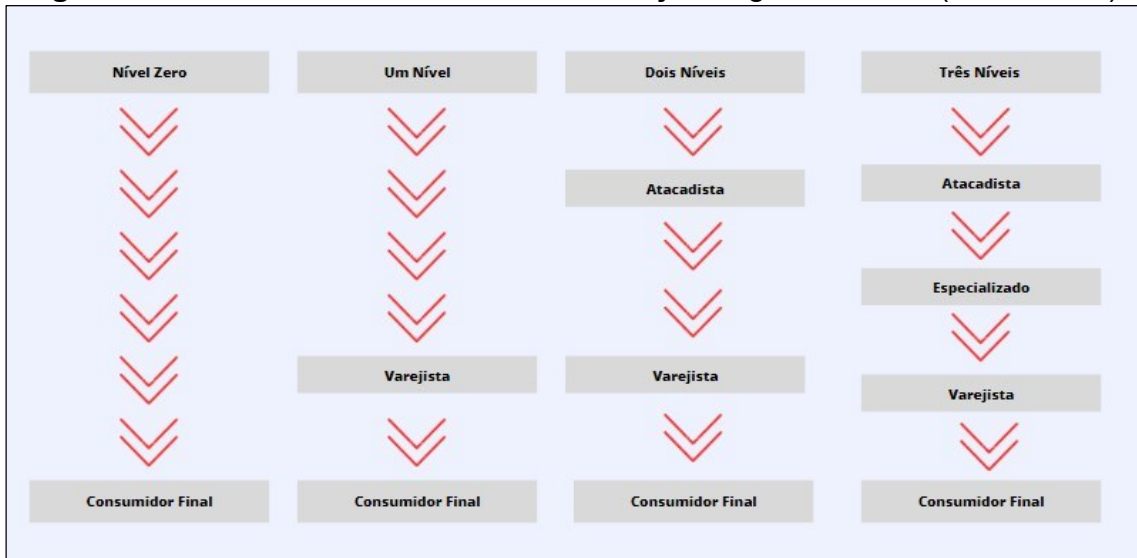 Nível Zero
Um Nível
Dois Níveis
Três Níveis
Atacadista
Atacadista
Especializado
Varejista
Varejista
Varejista
Consumidor Final
Consumidor Final
Consumidor Final
Consumidor Final